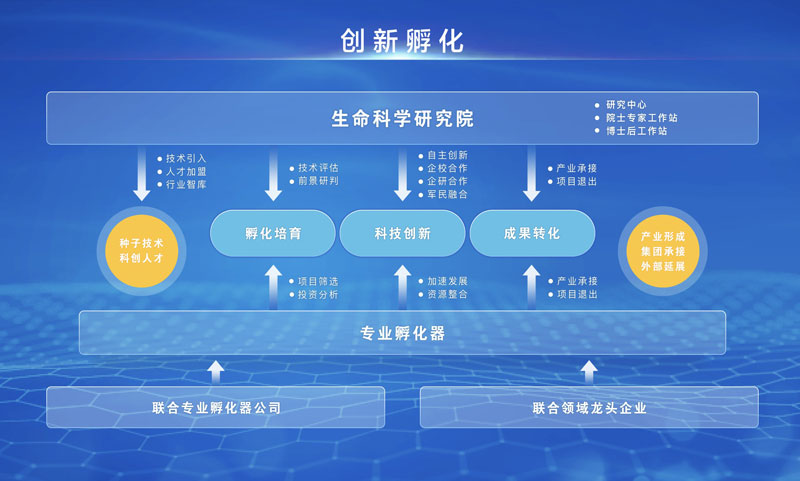 创新孵化
生命科学研究院
研究中心
院士专家工作站
博士后工作站
技术引入
人才加盟
行业智库
技术评估
前景研判
自主创新
企校合作
企研合作
军民融合
产业承接
项目退出
种子技术
科创人才
孵化培育
科技创新
成果转化
产业形成
集团承接
外部延展
项目筛选
投资分析
加速发展
资源整合
产业承接
项目退出
专业孵化器
联合专业孵化器公司
联合领域龙头企业